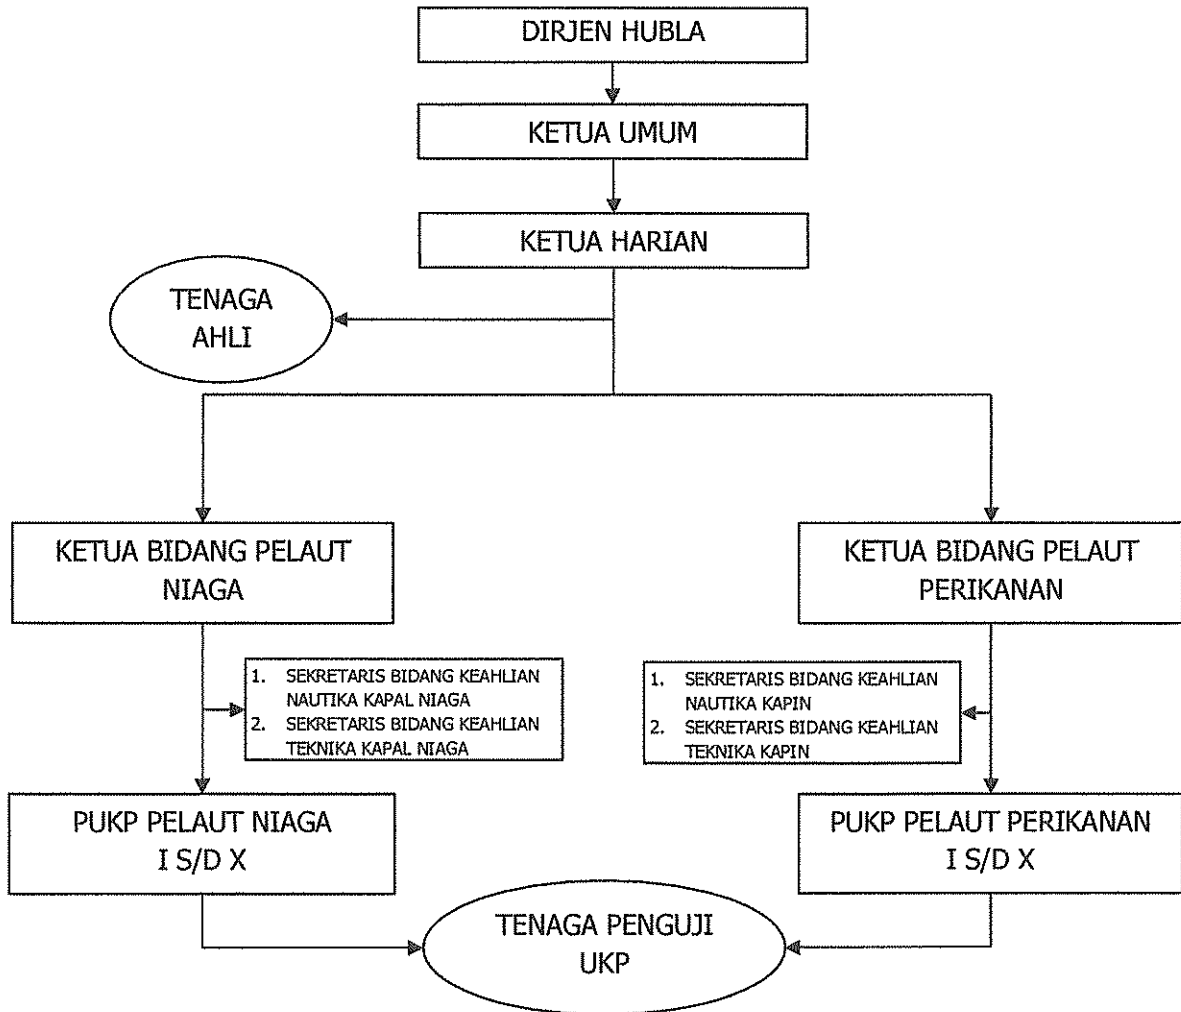 DIRJEN HUBLA
KETUA UMUM
KETUA HARIAN
TENAGA
AHLI
KETUA BIDANG PELAUT
NIAGA
KETUA BIDANG PELAUT
PERIKANAN
1. SEKRETARIS BIDANG KEAHLIAN
NAUTIKA KAPAL NIAGA
2. SEKRETARIS BIDANG KEAHLIAN
TEKNIKA KAPAL NIAGA
1. SEKRETARIS BIDANG KEAHLIAN
NAUTIKA KAPIN
2. SEKRETARIS BIDANG KEAHLIAN
TEKNIKA KAPIN
PUKP PELAUT NIAGA
I S/D X
PUKP PELAUT PERIKANAN
I S/D X
TENAGA PENGUJI
UKP